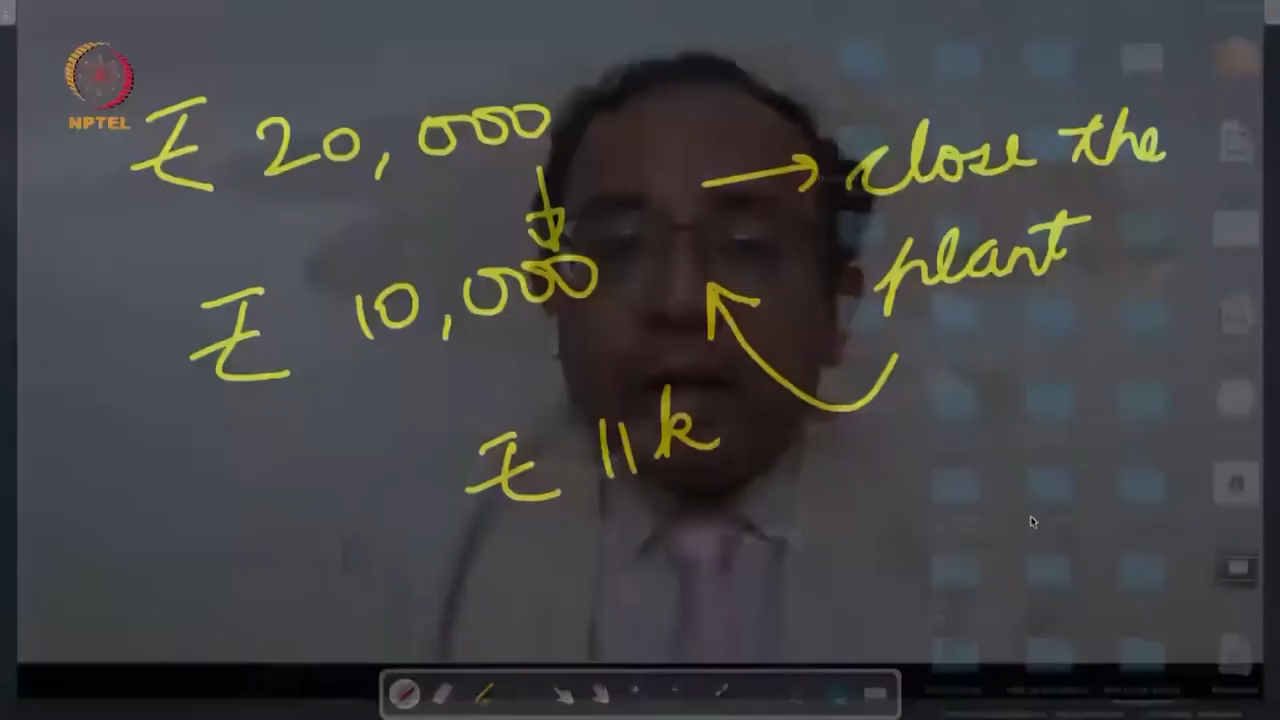 NPTEL
₹ 20,000 → close the
↓ plant
₹ 10,000
₹ 11k